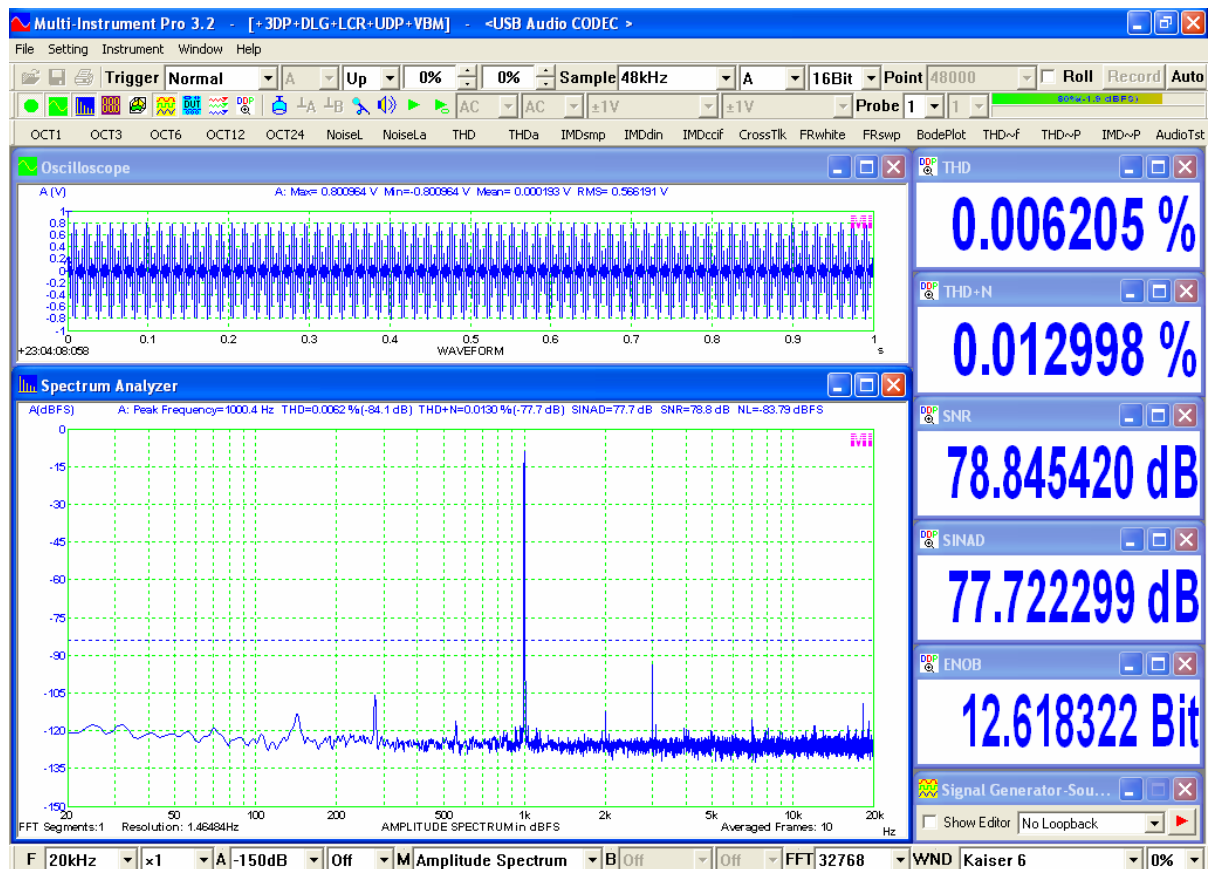 Multi-Instrument Pro 3.2 - [+3DP+DLG+LCR+UDP+VBM] - <USB Audio CODEC >
File Setting Instrument Window Help
Trigger Normal A Up 0% 0% Sample 48kHz A 16Bit Point 48000 Roll Record Auto
A B AC AC ±1V ±1V Probe 1 1 80%(-1.9 dBFS)
OCT1 OCT3 OCT6 OCT12 OCT24 NoiseL NoiseLa THD THDa IMDsmp IMDdin IMDccif CrossTlk FRwhite FRswp BodePlot THD~f THD~P IMD~P AudioTst
Oscilloscope
A (V) A: Max= 0.800964 V Min=-0.800964 V Mean= 0.000193 V RMS= 0.566191 V
MI
1
0.8
0.6
0.4
0.2
0
-0.2
-0.4
-0.6
-0.8
-1
0 0.1 0.2 0.3 0.4 0.5 0.6 0.7 0.8 0.9 1
+23:04:08:058 WAVEFORM s
Spectrum Analyzer
A(dBFS) A: Peak Frequency=1000.4 Hz THD=0.0062 %(-84.1 dB) THD+N=0.0130 %(-77.7 dB) SINAD=77.7 dB SNR=78.8 dB NL=-83.79 dBFS
MI
0
-15
-30
-45
-60
-75
-90
-105
-120
-135
-150
20 50 100 200 500 1k 2k 5k 10k 20k
FFT Segments:1 Resolution: 1.46484Hz AMPLITUDE SPECTRUM in dBFS Averaged Frames: 10 Hz
THD
0.006205 %
DDP
THD+N
0.012998 %
DDP
SNR
78.845420 dB
DDP
SINAD
77.722299 dB
DDP
ENOB
12.618322 Bit
Signal Generator-Sou...
Show Editor No Loopback
F 20kHz ×1 A -150dB Off M Amplitude Spectrum B Off Off FFT 32768 WND Kaiser 6 0%